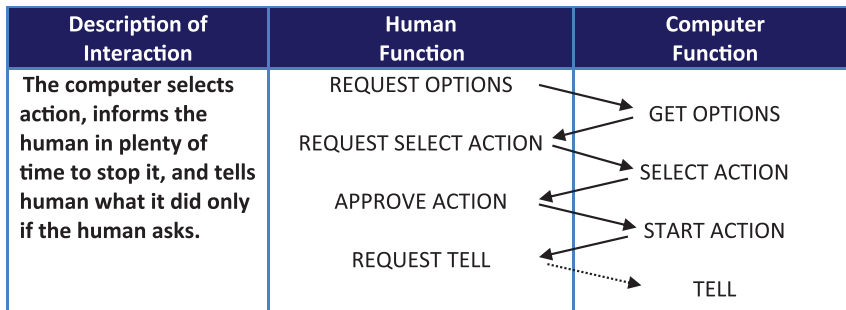 Description of
Interaction
Human
Function
Computer
Function
The computer selects
action, informs the
human in plenty of
time to stop it, and tells
human what it did only
if the human asks.
REQUEST OPTIONS
GET OPTIONS
REQUEST SELECT ACTION
SELECT ACTION
APPROVE ACTION
START ACTION
REQUEST TELL
TELL